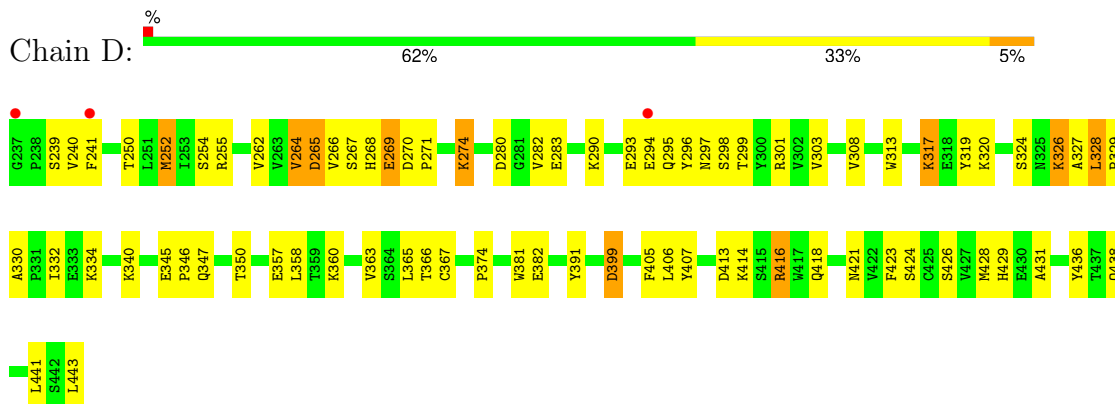 %
Chain D:
62% 33% 5%
G237 P238 S239 V240 F241 T250 L251 M252 I253 S254 R255 V262 V263 V264 D265 V266 S267 H268 E269 D270 P271 K274 D280 G281 V282 E283 K290 E293 E294 Q295 Y296 N297 S298 T299 Y300 R301 V302 V303 V308 W313 K317 E318 Y319 K320 S324 N325 K326 A327 L328
A330 P331 I332 E333 K334 K340 E345 P346 Q347 T350 E357 L358 T359 K360 V363 S364 L365 T366 C367 P374 W381 E382 Y391 D399 F405 L406 Y407 D413 K414 S415 R416 W417 Q418 N421 V422 F423 S424 C425 S426 V427 M428 H429 E430 A431 Y436 T437
L441 S442 L443